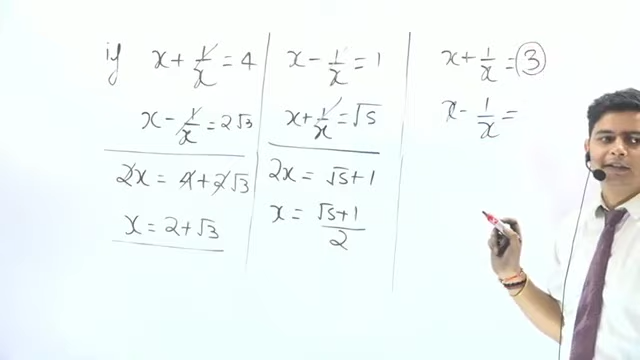 if x + 1/x = 4
x - 1/x = 2√3
2x = 4 + 2√3
x = 2 + √3
x - 1/x = 1
x + 1/x = √5
2x = √5 + 1
x = √5 + 1 / 2
x + 1/x = 3
x - 1/x =